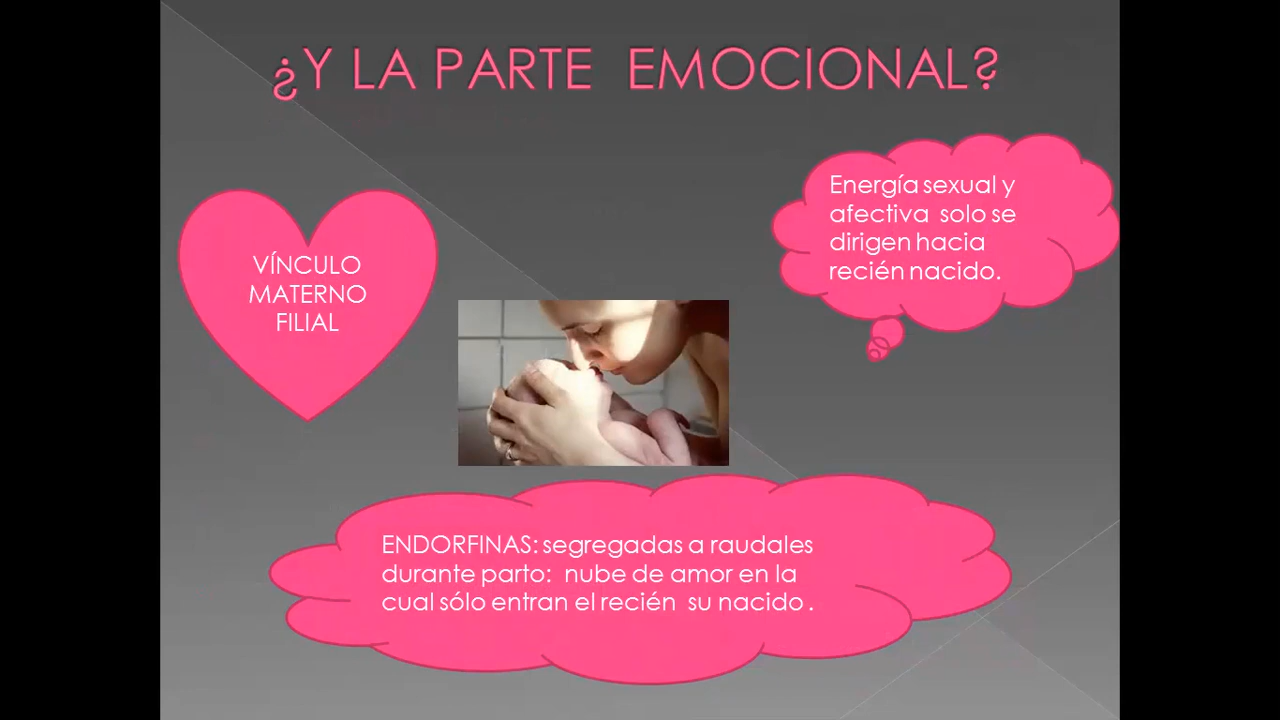 ¿Y LA PARTE EMOCIONAL?
VÍNCULO
MATERNO
FILIAL
Energía sexual y
afectiva solo se
dirigen hacia
recién nacido.
ENDORFINAS: segregadas a raudales
durante parto: nube de amor en la
cual sólo entran el recién su nacido .